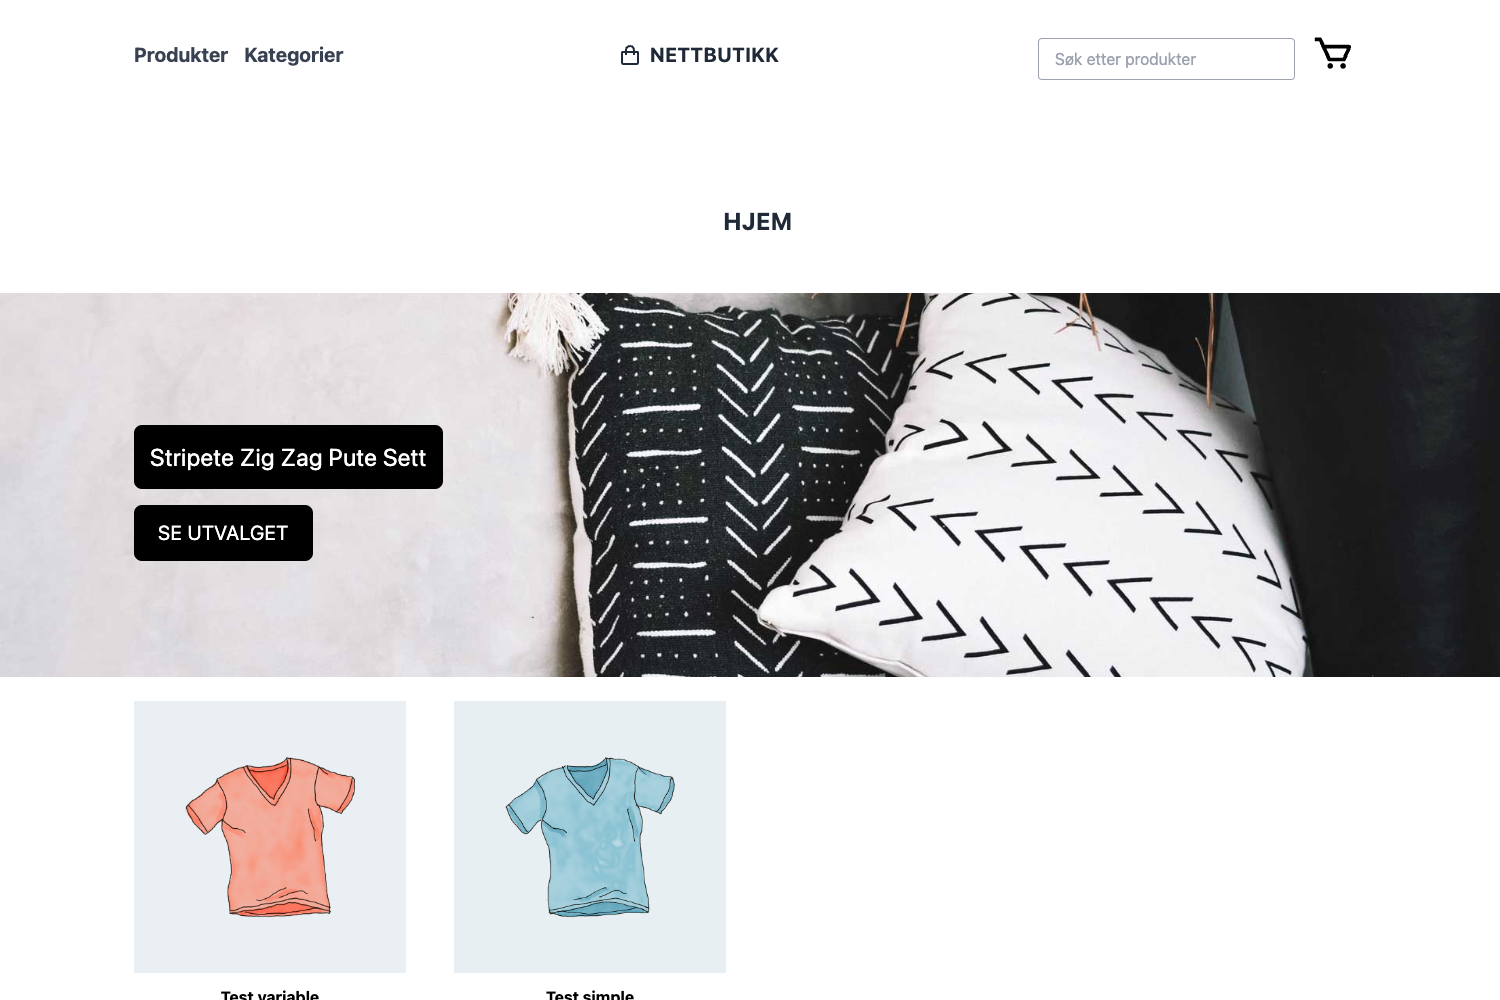 Produkter Kategorier
NETTBUTIKK
Søk etter produkter
HJEM
Stripete Zig Zag Pute Sett
SE UTVALGET
Test variable
Test simple